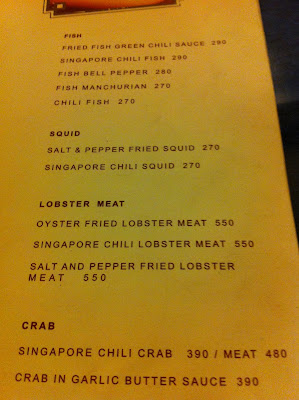 FISH
FRIED FISH GREEN CHILI SAUCE 290
SINGAPORE CHILI FISH 290
FISH BELL PEPPER 280
FISH MANCHURIAN 270
CHILI FISH 270
SQUID
SALT & PEPPER FRIED SQUID 270
SINGAPORE CHILI SQUID 270
LOBSTER MEAT
OYSTER FRIED LOBSTER MEAT 550
SINGAPORE CHILI LOBSTER MEAT 550
SALT AND PEPPER FRIED LOBSTER
MEAT 550
CRAB
SINGAPORE CHILI CRAB 390 / MEAT 480
CRAB IN GARLIC BUTTER SAUCE 390